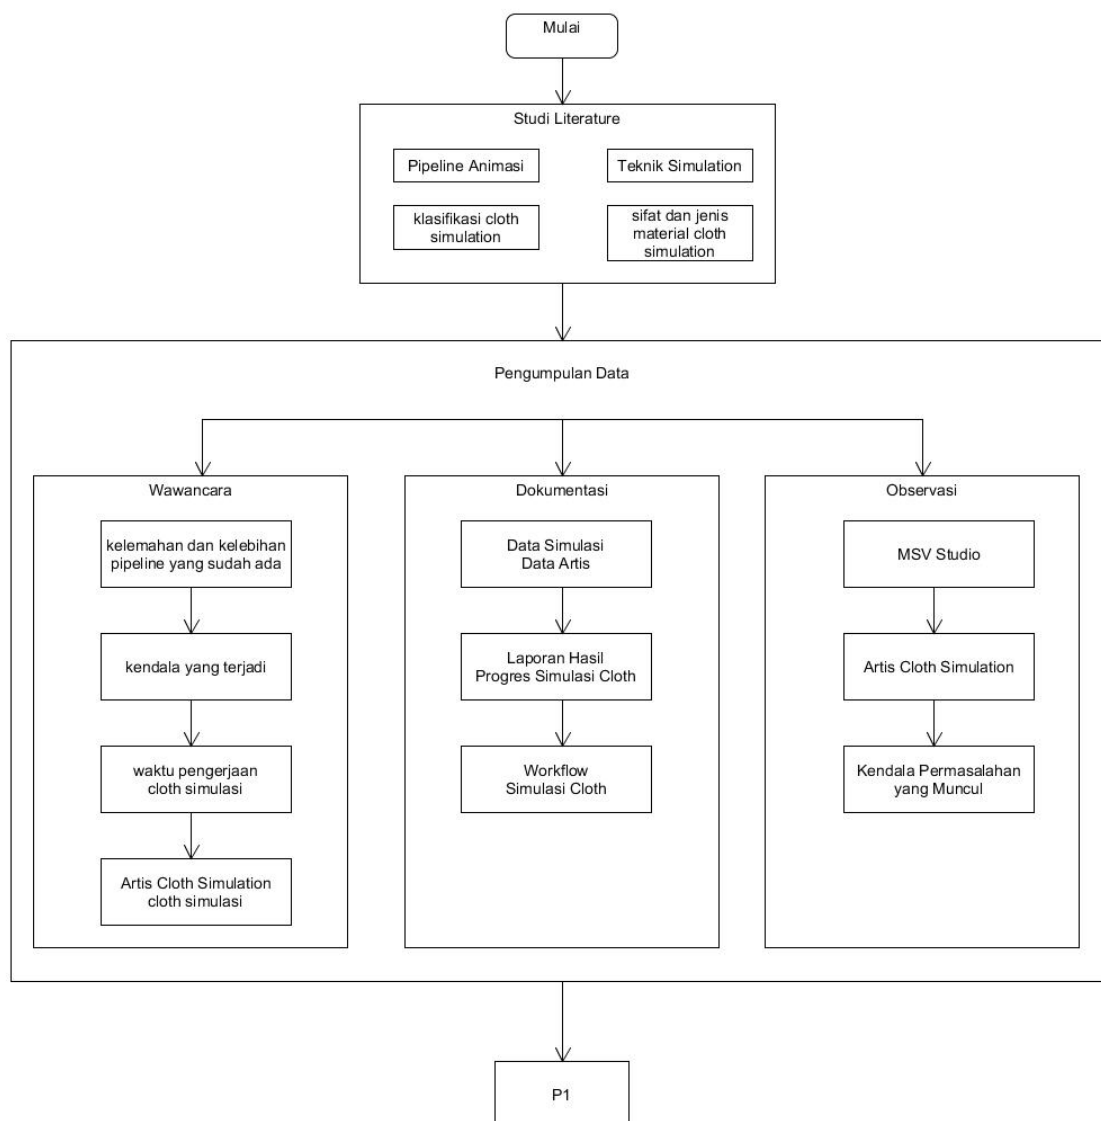 Mulai
Studi Literature
Pipeline Animasi
Teknik Simulation
klasifikasi cloth
simulation
sifat dan jenis
material cloth
simulation
Pengumpulan Data
Wawancara
kelemahan dan kelebihan
pipeline yang sudah ada
kendala yang terjadi
waktu pengerjaan
cloth simulasi
Artis Cloth Simulation
cloth simulasi
Dokumentasi
Data Simulasi
Data Artis
Laporan Hasil
Progres Simulasi Cloth
Workflow
Simulasi Cloth
Observasi
MSV Studio
Artis Cloth Simulation
Kendala Permasalahan
yang Muncul
P1